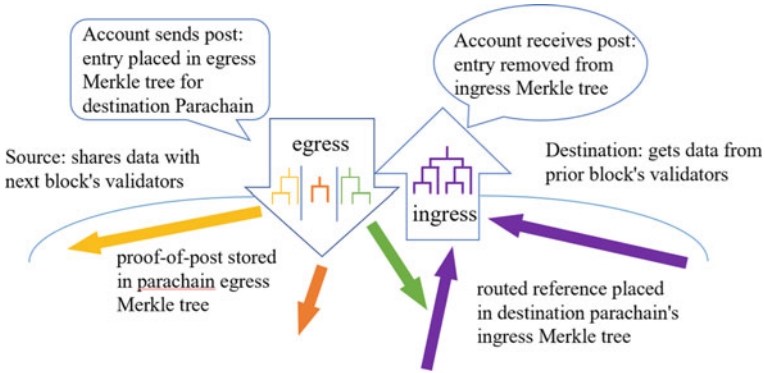 Account sends post:
entry placed in egress
Merkle tree for
destination Parachain
Account receives post:
entry removed from
ingress Merkle tree
egress
ingress
Source: shares data with
next block's validators
Destination: gets data from
prior block's validators
proof-of-post stored
in parachain egress
Merkle tree
routed reference placed
in destination parachain's
ingress Merkle tree